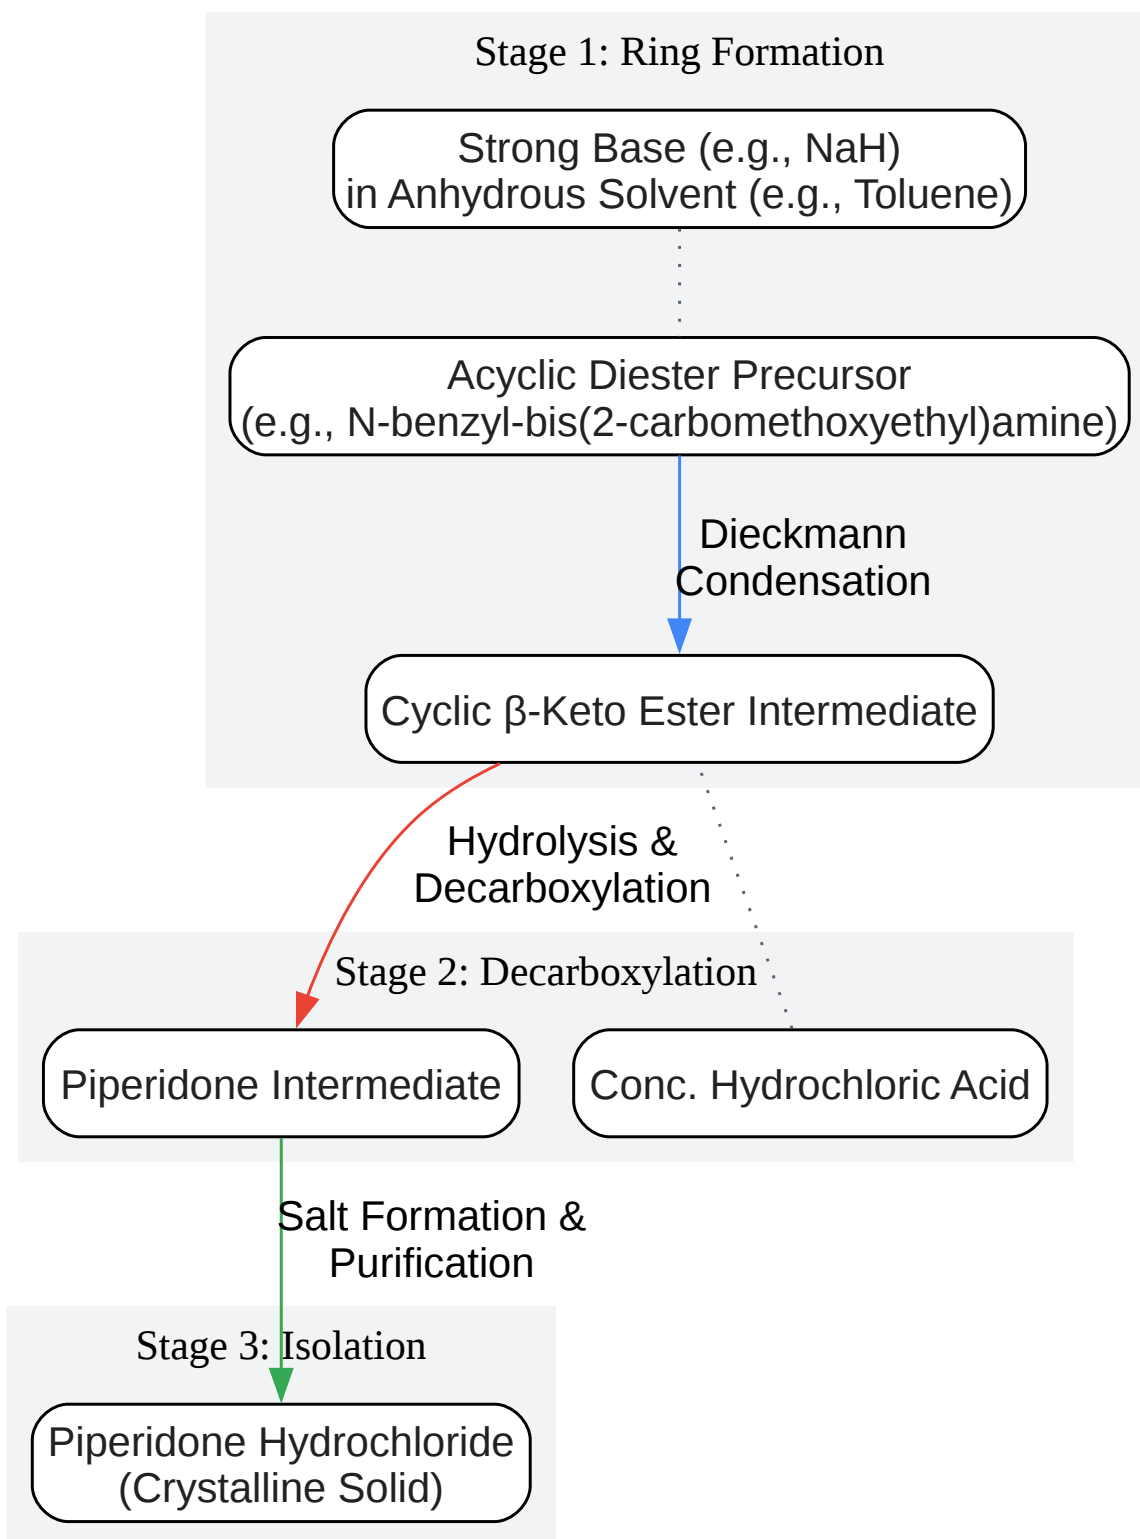 Stage 1: Ring Formation
Strong Base (e.g., NaH)
in Anhydrous Solvent (e.g., Toluene)
Acyclic Diester Precursor
(e.g., N-benzyl-bis(2-carbomethoxyethyl)amine)
Dieckmann
Condensation
Cyclic β-Keto Ester Intermediate
Hydrolysis &
Decarboxylation
Stage 2: Decarboxylation
Piperidone Intermediate
Conc. Hydrochloric Acid
Salt Formation &
Purification
Stage 3: Isolation
Piperidone Hydrochloride
(Crystalline Solid)